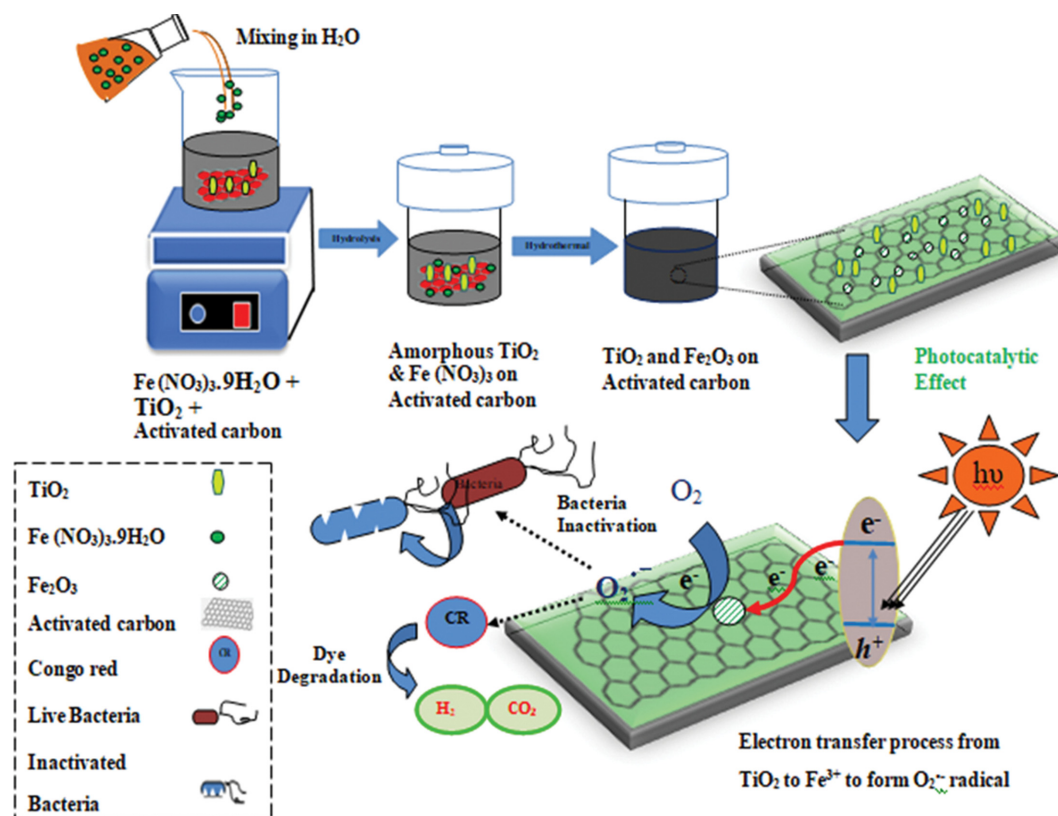 Mixing in H₂O
Hydrolysis
Hydrothermal
Fe (NO₃)₃.9H₂O +
TiO₂ +
Activated carbon
Amorphous TiO₂
& Fe (NO₃)₃ on
Activated carbon
TiO₂ and Fe₂O₃ on
Activated carbon
Photocatalytic
Effect
TiO₂
Fe (NO₃)₃.9H₂O
Fe₂O₃
Activated carbon
Congo red
CR
Live Bacteria
Inactivated
Bacteria
Bacteria
Bacteria
Inactivation
O₂
hυ
e⁻
e⁻
e⁻
e⁻
h⁺
O₂·⁻
CR
Dye
Degradation
H₂
CO₂
Electron transfer process from
TiO₂ to Fe³⁺ to form O₂·⁻ radical